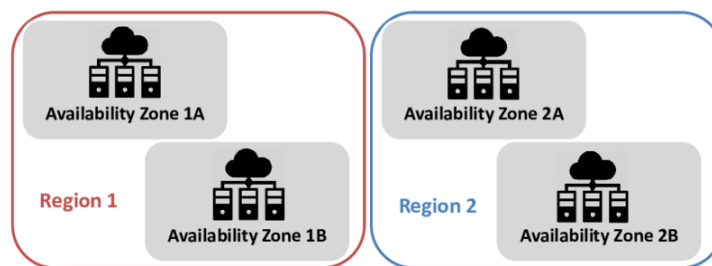 Availability Zone 1A
Availability Zone 2A
Region 1
Region 2
Availability Zone 1B
Availability Zone 2B